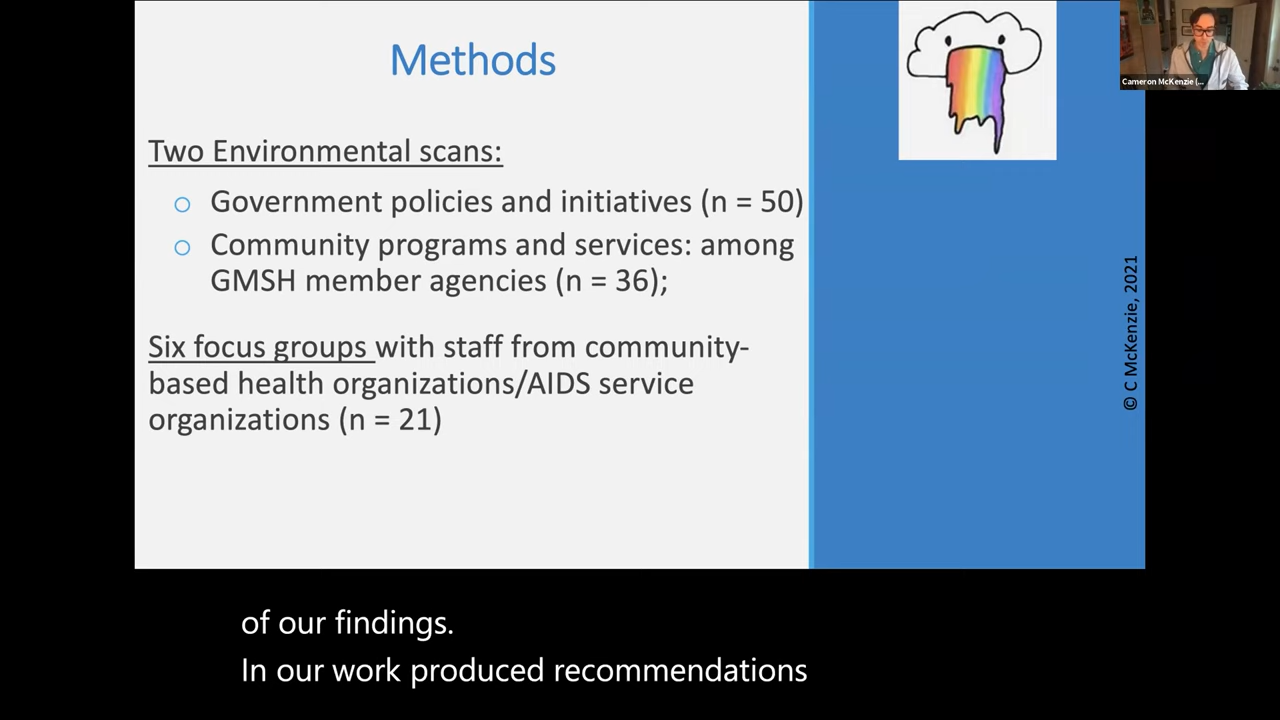 Methods
Two Environmental scans:
o Government policies and initiatives (n = 50)
o Community programs and services: among
GMSH member agencies (n = 36);
Six focus groups with staff from community-
based health organizations/AIDS service
organizations (n = 21)
© C McKenzie, 2021
Cameron McKenzie (...
of our findings.
In our work produced recommendations